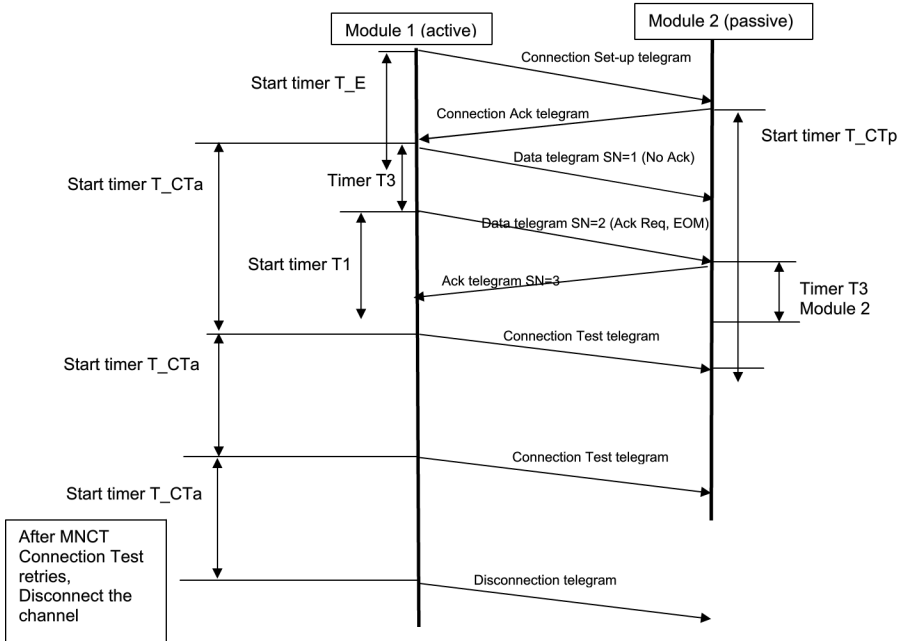 Module 1 (active)
Module 2 (passive)
Connection Set-up telegram
Start timer T_E
Connection Ack telegram
Start timer T_CTp
Data telegram SN=1 (No Ack)
Start timer T_CTa
Timer T3
Data telegram SN=2 (Ack Req, EOM)
Start timer T1
Ack telegram SN=3
Timer T3
Module 2
Connection Test telegram
Start timer T_CTa
Connection Test telegram
Start timer T_CTa
After MNCT
Connection Test
retries,
Disconnect the
channel
Disconnection telegram